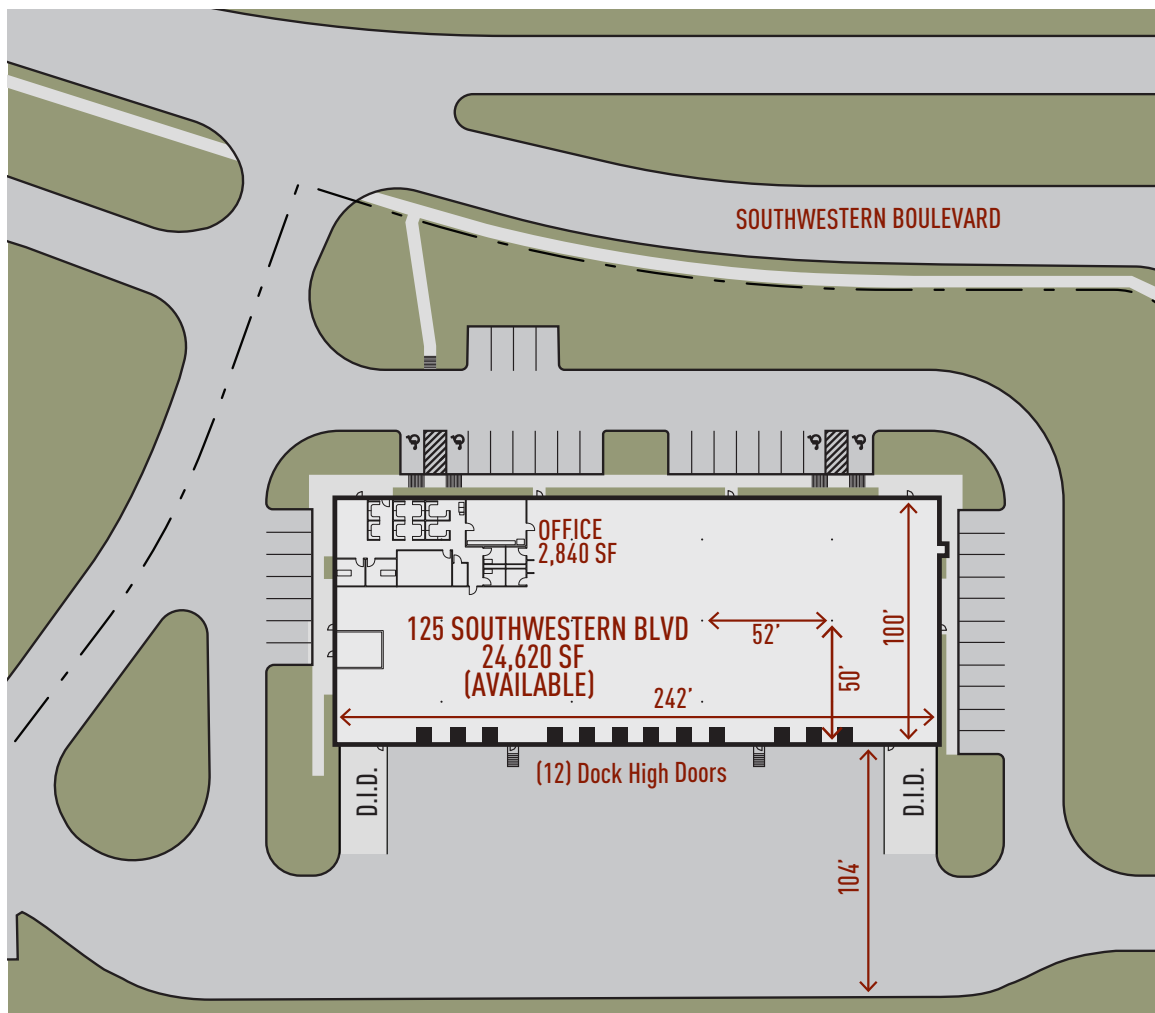 SOUTHWESTERN BOULEVARD
OFFICE
2,840 SF
125 SOUTHWESTERN BLVD
24,620 SF
(AVAILABLE)
52'
50'
100'
242'
(12) Dock High Doors
D.I.D.
D.I.D.
104'